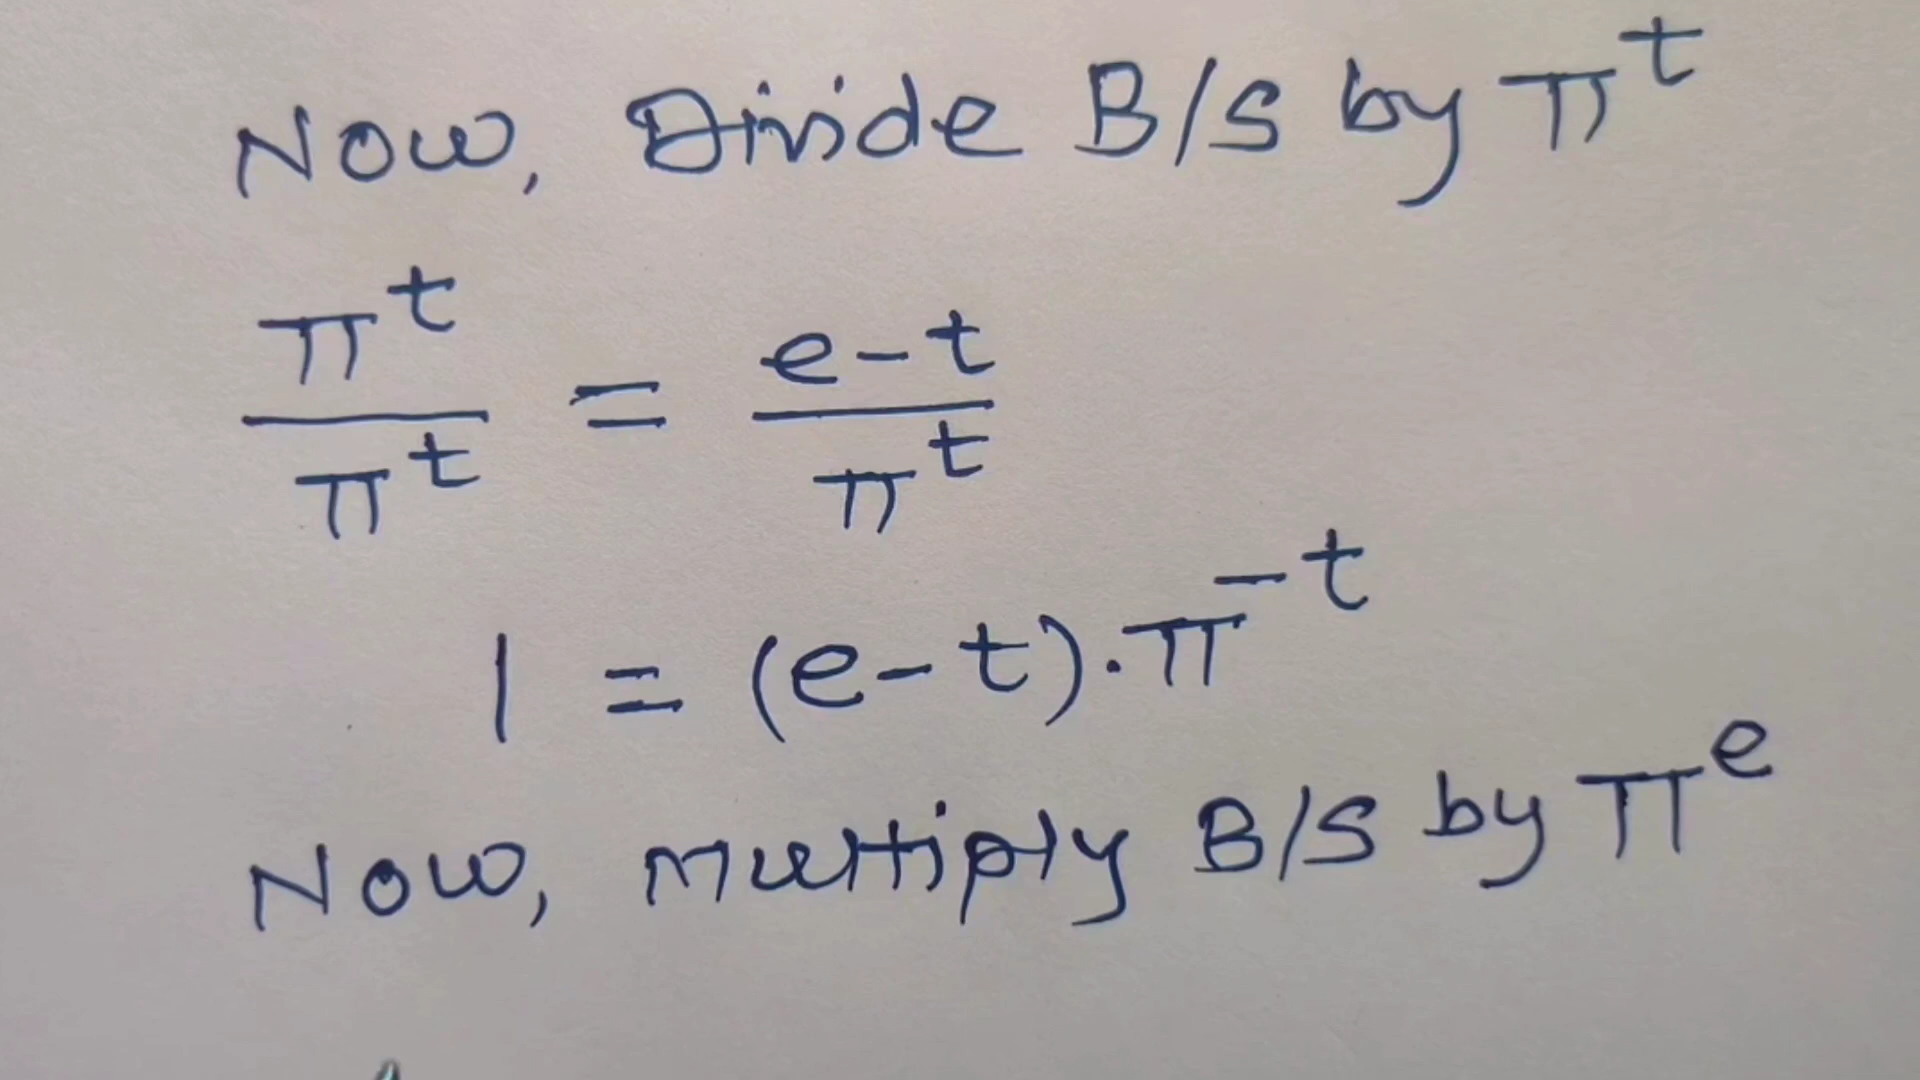 Now, Divide B/S by π^t
π^t/π^t = (e-t)/π^t
1 = (e-t)·π^-t
Now, multiply B/S by π^e